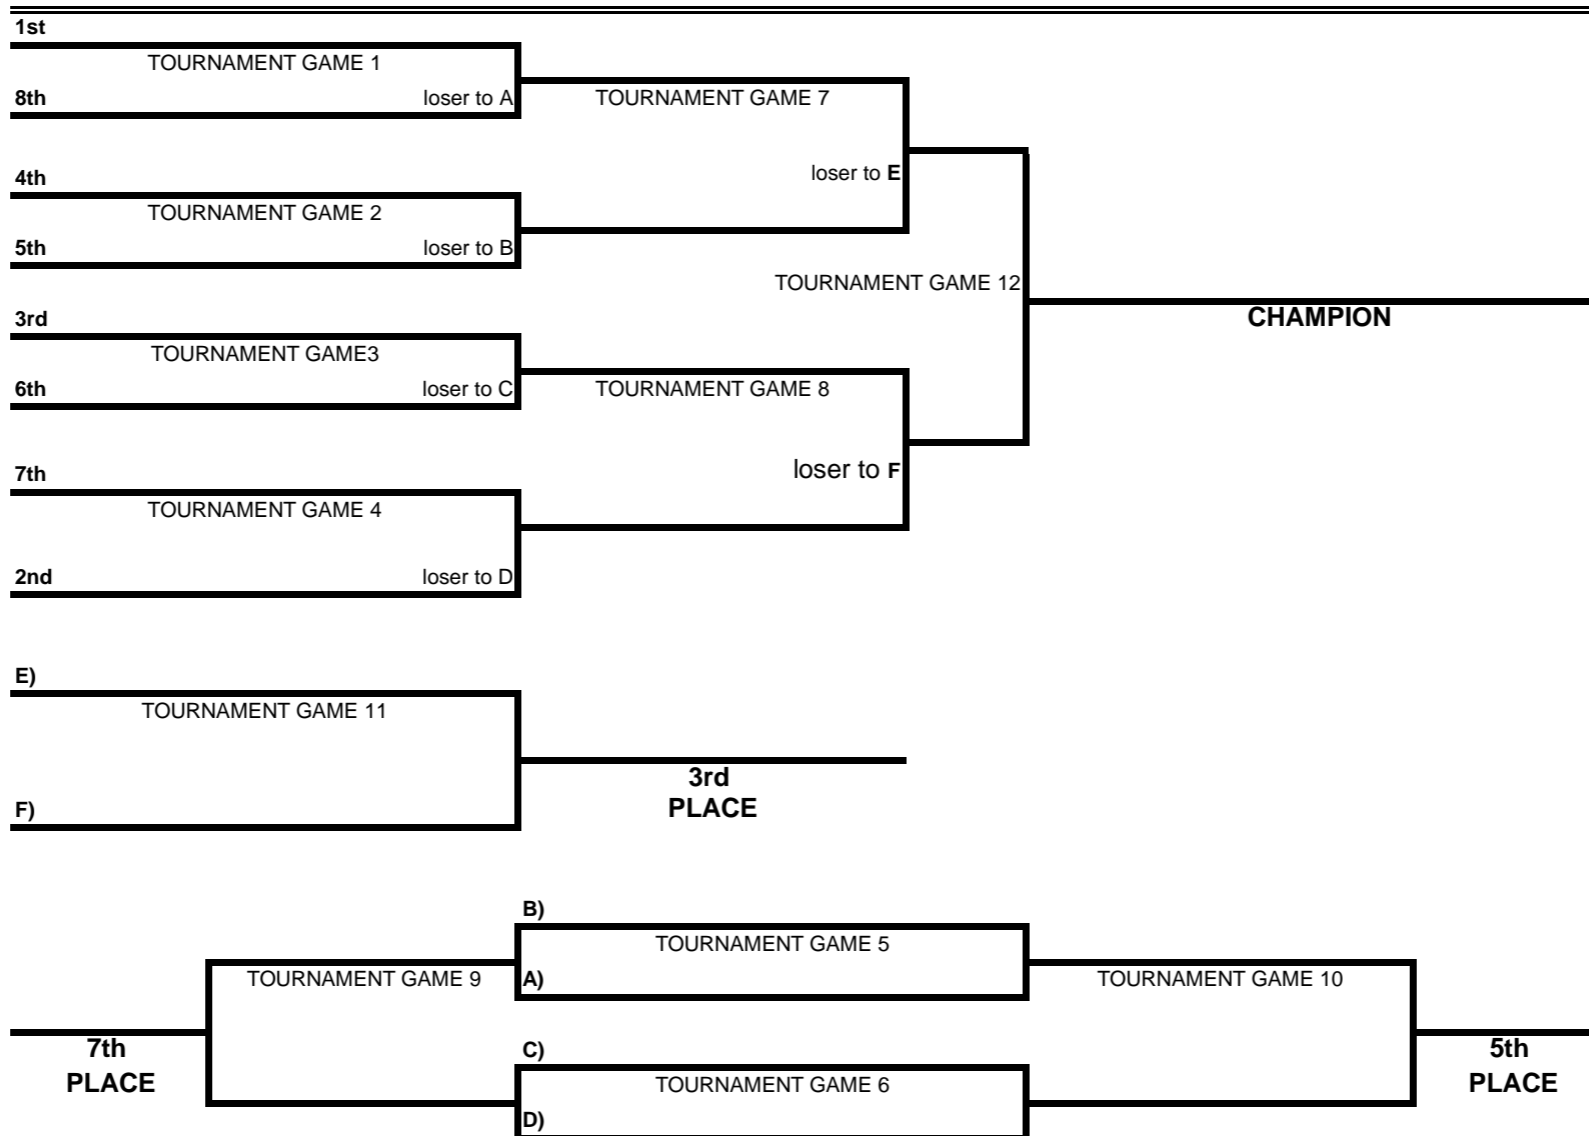 1st
TOURNAMENT GAME 1
8th loser to A
TOURNAMENT GAME 7
4th
loser to E
TOURNAMENT GAME 2
5th loser to B
TOURNAMENT GAME 12
3rd
CHAMPION
TOURNAMENT GAME3
6th loser to C
TOURNAMENT GAME 8
7th
loser to F
TOURNAMENT GAME 4
2nd loser to D
E)
TOURNAMENT GAME 11
3rd
PLACE
F)
B)
TOURNAMENT GAME 5
TOURNAMENT GAME 9
A)
TOURNAMENT GAME 10
7th
PLACE
C)
5th
PLACE
TOURNAMENT GAME 6
D)